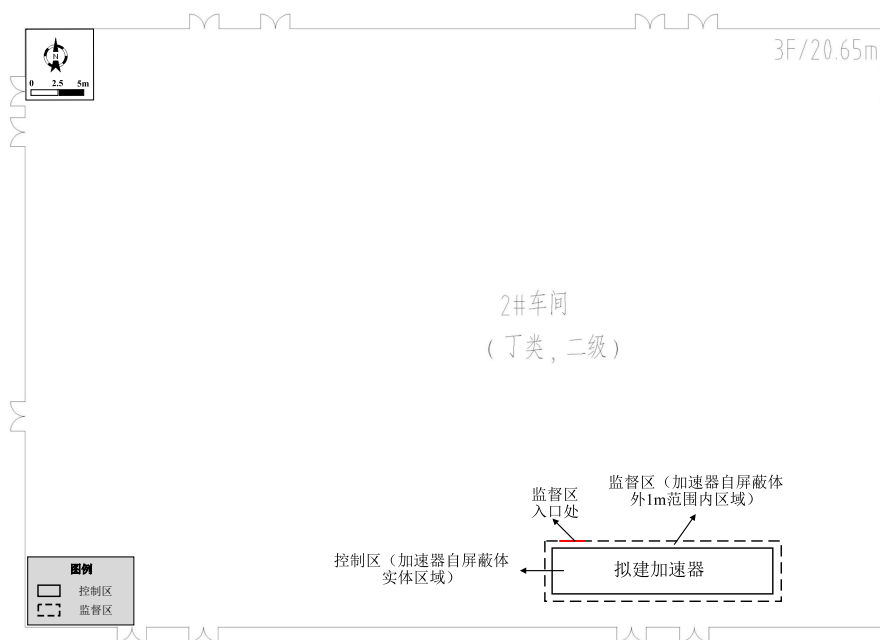 3F/20.65m
N
0 2.5 5m
2#车间
(丁类,二级)
监督区
入口处
监督区（加速器自屏蔽体
外1m范围内区域）
控制区（加速器自屏蔽体
实体区域）
拟建加速器
图例
控制区
监督区